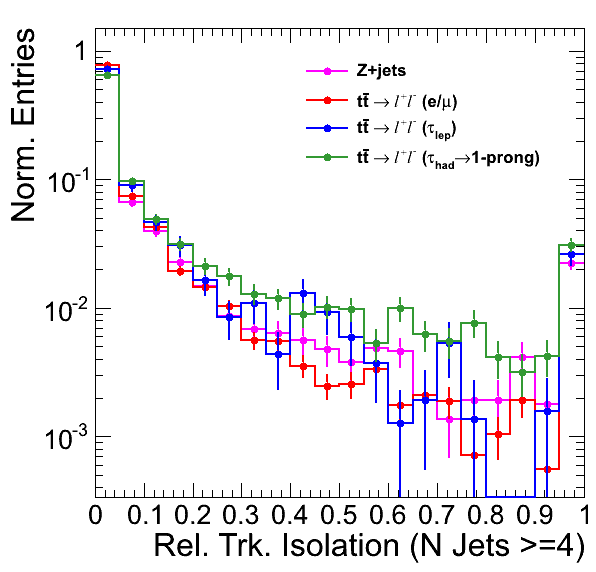 Norm. Entries
1
10⁻¹
10⁻²
10⁻³
Z+jets
tt̄ → l⁺l⁻ (e/μ)
tt̄ → l⁺l⁻ (τ_lep)
tt̄ → l⁺l⁻ (τ_had→1-prong)
0 0.1 0.2 0.3 0.4 0.5 0.6 0.7 0.8 0.9 1
Rel. Trk. Isolation (N Jets >=4)